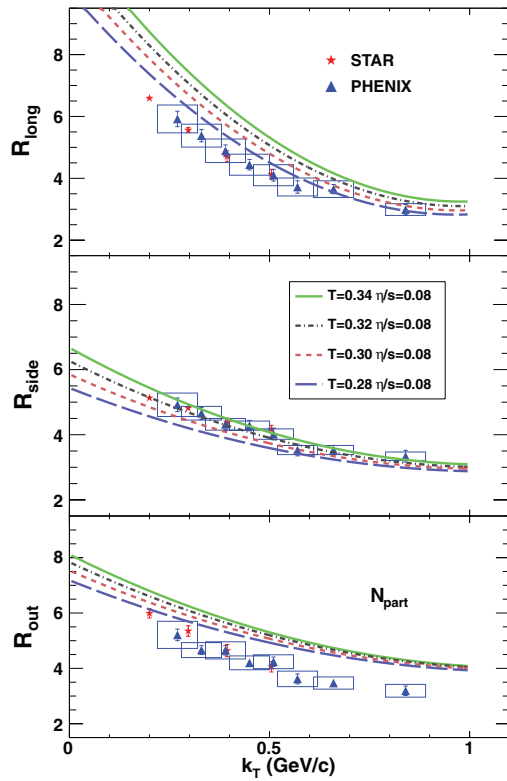 R_long
8
6
4
2
STAR
PHENIX
R_side
8
6
4
2
T=0.34 η/s=0.08
T=0.32 η/s=0.08
T=0.30 η/s=0.08
T=0.28 η/s=0.08
R_out
8
6
4
2
N_part
0 0.5 1
k_T (GeV/c)